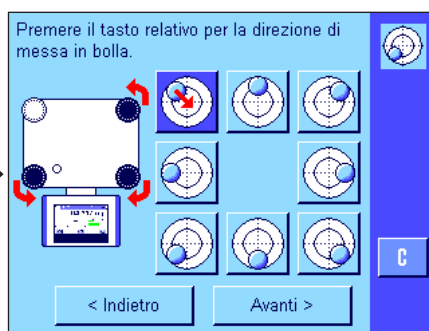 Premere il tasto relativo per la direzione di
messa in bolla.
C
< Indietro
Avanti >